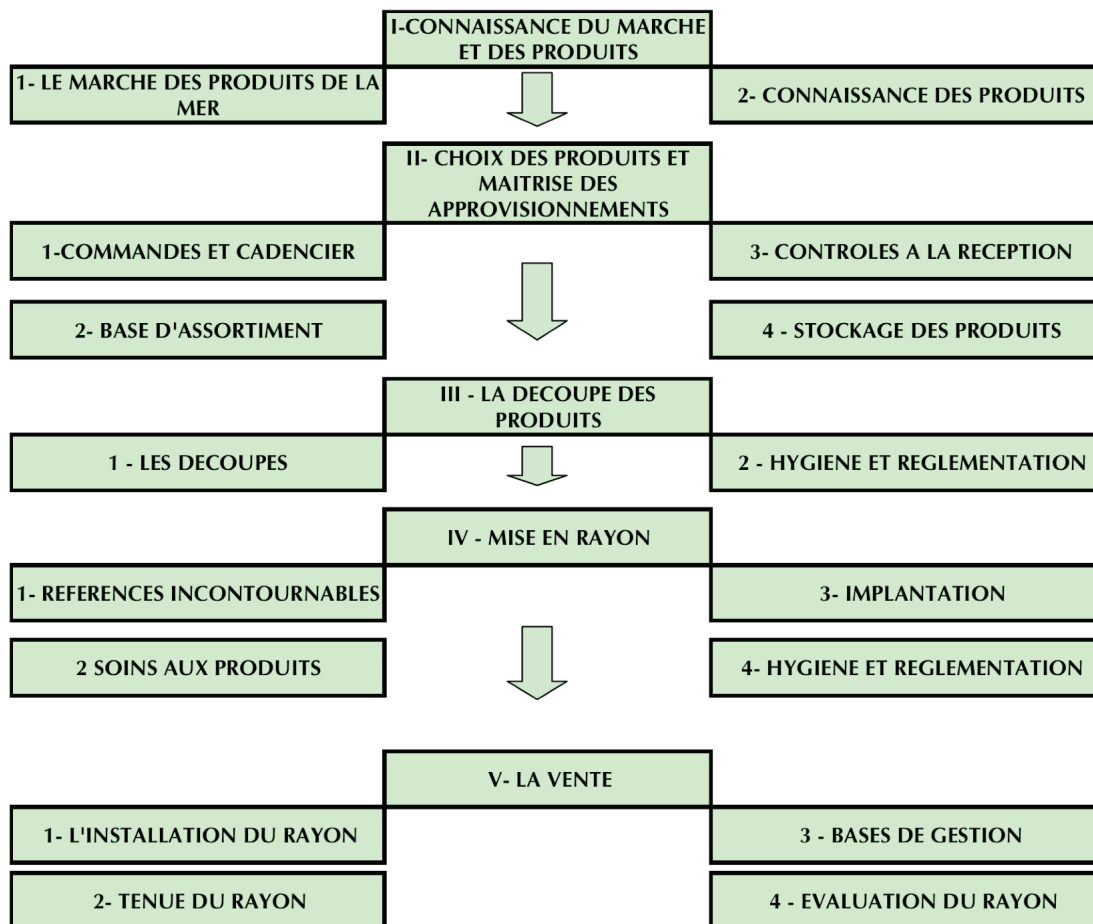 I-CONNAISSANCE DU MARCHE
ET DES PRODUITS
1- LE MARCHE DES PRODUITS DE LA
MER
2- CONNAISSANCE DES PRODUITS
II- CHOIX DES PRODUITS ET
MAITRISE DES
APPROVISIONNEMENTS
1-COMMANDES ET CADENCIER
3- CONTROLES A LA RECEPTION
2- BASE D'ASSORTIMENT
4 - STOCKAGE DES PRODUITS
III - LA DECOUPE DES
PRODUITS
1 - LES DECOUPES
2 - HYGIENE ET REGLEMENTATION
IV - MISE EN RAYON
1- REFERENCES INCONTOURNABLES
3- IMPLANTATION
2 SOINS AUX PRODUITS
4- HYGIENE ET REGLEMENTATION
V- LA VENTE
1- L'INSTALLATION DU RAYON
3 - BASES DE GESTION
2- TENUE DU RAYON
4 - EVALUATION DU RAYON